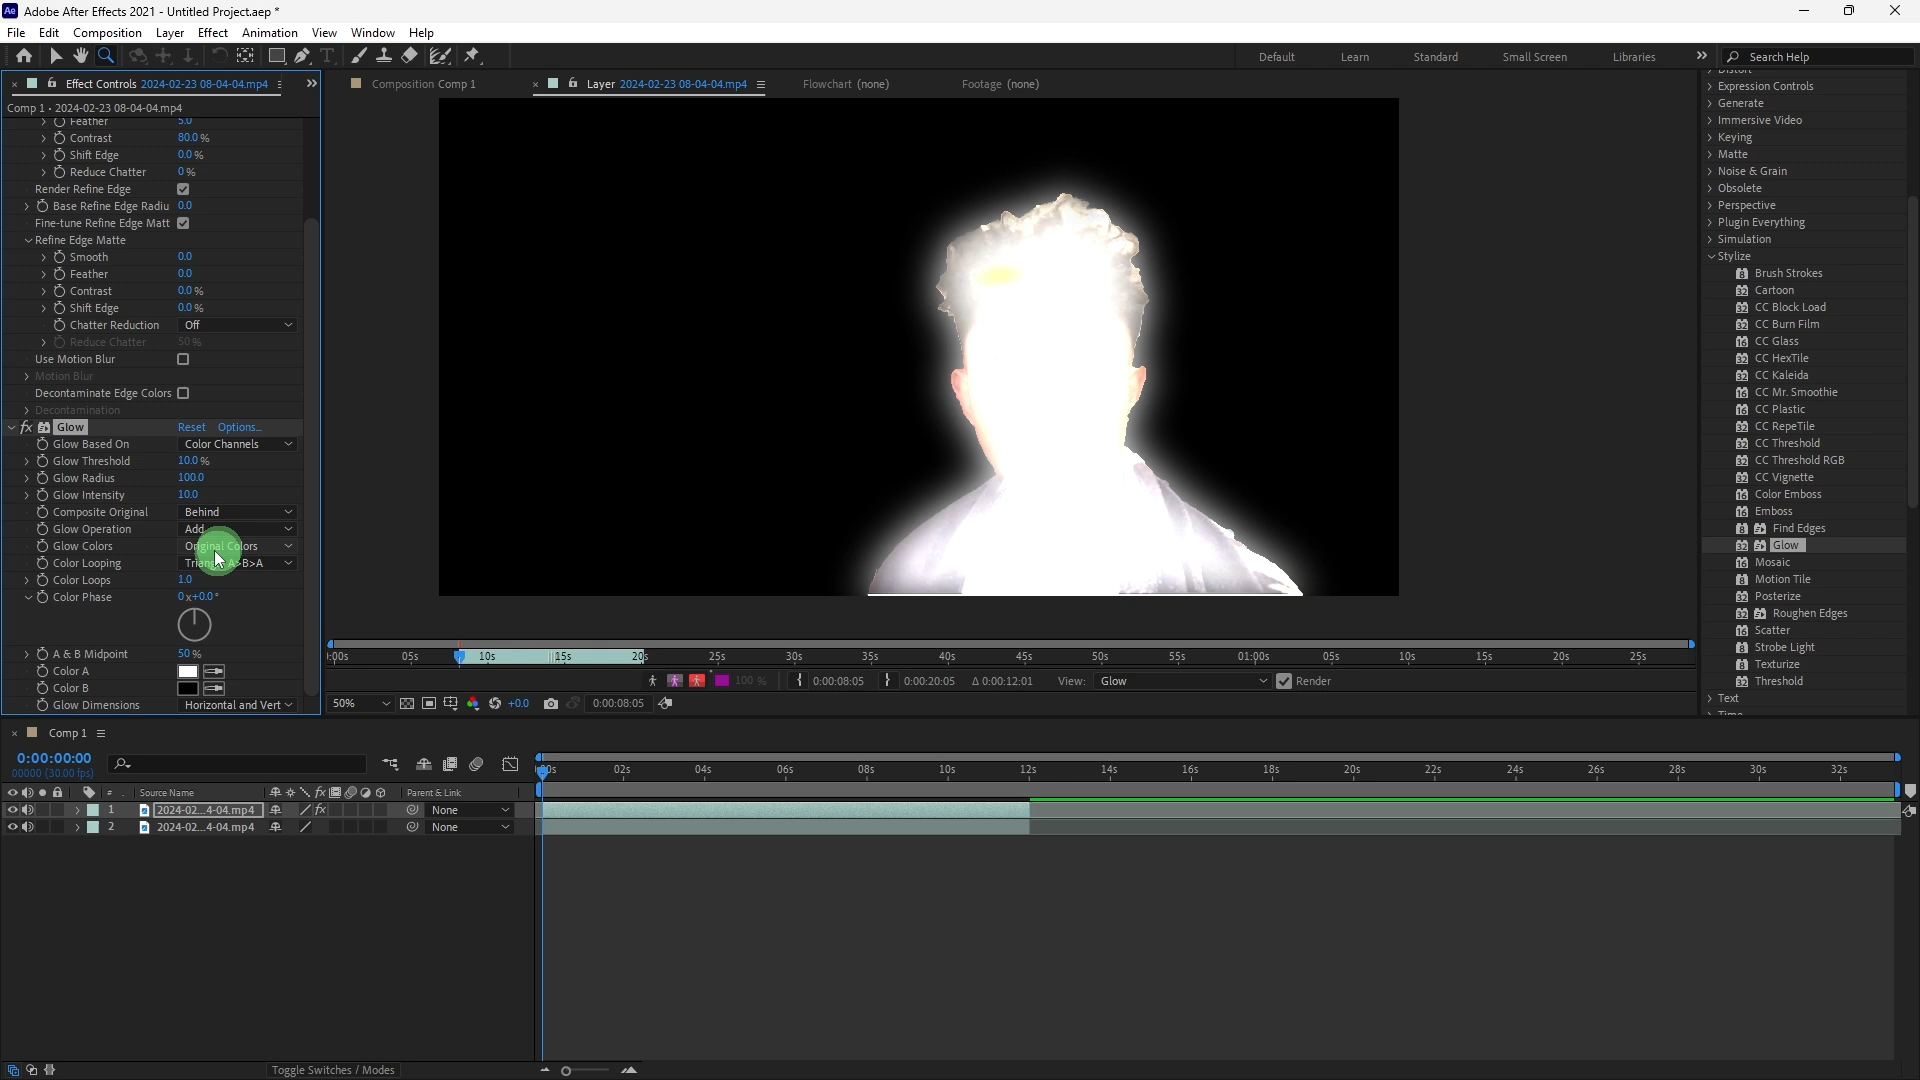 Adobe After Effects 2021 - Untitled Project.aep *
File Edit Composition Layer Effect Animation View Window Help
Default Learn Standard Small Screen Libraries Search Help
Effect Controls 2024-02-23 08-04-04.mp4
Composition Comp 1
Layer 2024-02-23 08-04-04.mp4
Flowchart (none)
Footage (none)
Comp 1 • 2024-02-23 08-04-04.mp4
Feather 5.0
Contrast 80.0 %
Shift Edge 0.0 %
Reduce Chatter 0 %
Render Refine Edge
Base Refine Edge Radiu 0.0
Fine-tune Refine Edge Matt
Refine Edge Matte
Smooth 0.0
Feather 0.0
Contrast 0.0 %
Shift Edge 0.0 %
Chatter Reduction Off
Reduce Chatter 50 %
Use Motion Blur
Motion Blur
Decontaminate Edge Colors
Decontamination
fx Glow Reset Options...
Glow Based On Color Channels
Glow Threshold 10.0 %
Glow Radius 100.0
Glow Intensity 10.0
Composite Original Behind
Glow Operation Add
Glow Colors Original Colors
Color Looping Triangle A>B>A
Color Loops 1.0
Color Phase 0x+0.0°
A & B Midpoint 50 %
Color A
Color B
Glow Dimensions Horizontal and Vert
:00s 05s 10s 15s 20s 25s 30s 35s 40s 45s 50s 55s 01:00s 05s 10s 15s 20s 25s
100 % 0:00:08:05 0:00:20:05 Δ 0:00:12:01 View: Glow Render
50% +0.0 0:00:08:05
Distort
Expression Controls
Generate
Immersive Video
Keying
Matte
Noise & Grain
Obsolete
Perspective
Plugin Everything
Simulation
Stylize
Brush Strokes
Cartoon
CC Block Load
CC Burn Film
CC Glass
CC HexTile
CC Kaleida
CC Mr. Smoothie
CC Plastic
CC RepeTile
CC Threshold
CC Threshold RGB
CC Vignette
Color Emboss
Emboss
Find Edges
Glow
Mosaic
Motion Tile
Posterize
Roughen Edges
Scatter
Strobe Light
Texturize
Threshold
Text
Time
Comp 1
0:00:00:00
00000 (30.00 fps)
:00s 02s 04s 06s 08s 10s 12s 14s 16s 18s 20s 22s 24s 26s 28s 30s 32s
# Source Name fx Parent & Link
1 2024-02...4-04.mp4 fx None
2 2024-02...4-04.mp4 None
Toggle Switches / Modes